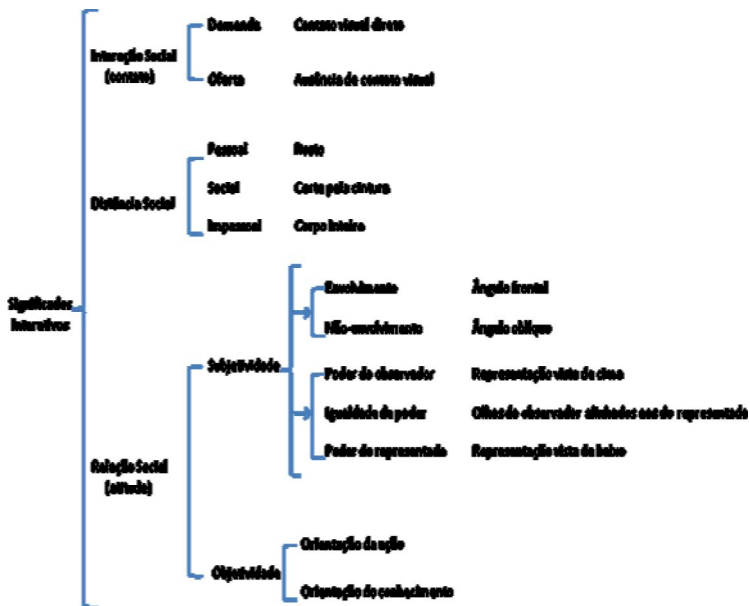 Demanda Contato visual direto
Interação Social
(contato)
Oferta Ausência de contato visual
Pessoal Rosto
Social Corte pela cintura
Distância Social
Impessoal Corpo inteiro
Envolvimento Ângulo frontal
Significados
Interativos
Não-envolvimento Ângulo oblíquo
Subjetividade
Poder do observador Representação vista de cima
Igualdade de poder Olhos do observador alinhados aos do representado
Poder do representado Representação vista de baixo
Relação Social
(atitude)
Orientação da ação
Objetividade
Orientação do conhecimento